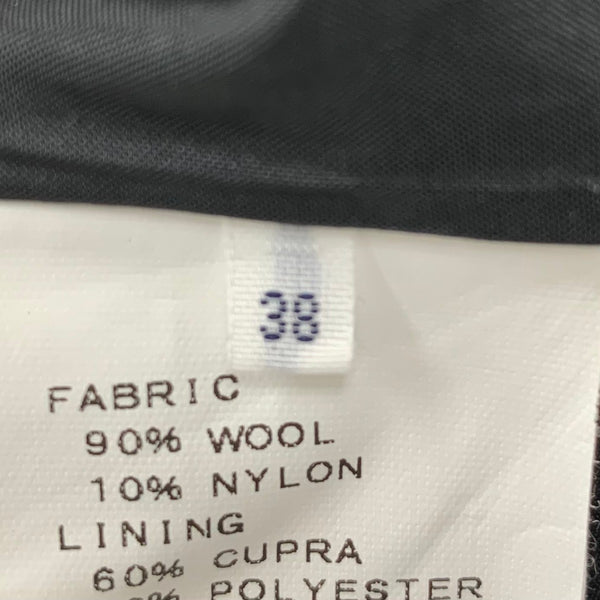 38
FABRIC
90% WOOL
10% NYLON
LINING
60% CUPRA
% POLYESTER